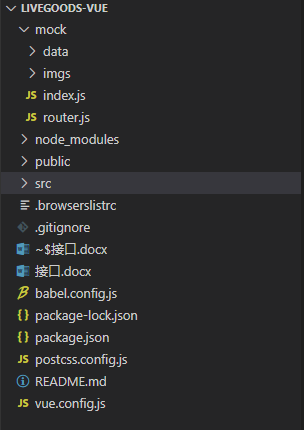 LIVEGOODS-VUE
mock
data
imgs
JS index.js
JS router.js
node_modules
public
src
.browserslistrc
.gitignore
~$接口.docx
接口.docx
babel.config.js
{ } package-lock.json
{ } package.json
JS postcss.config.js
README.md
JS vue.config.js